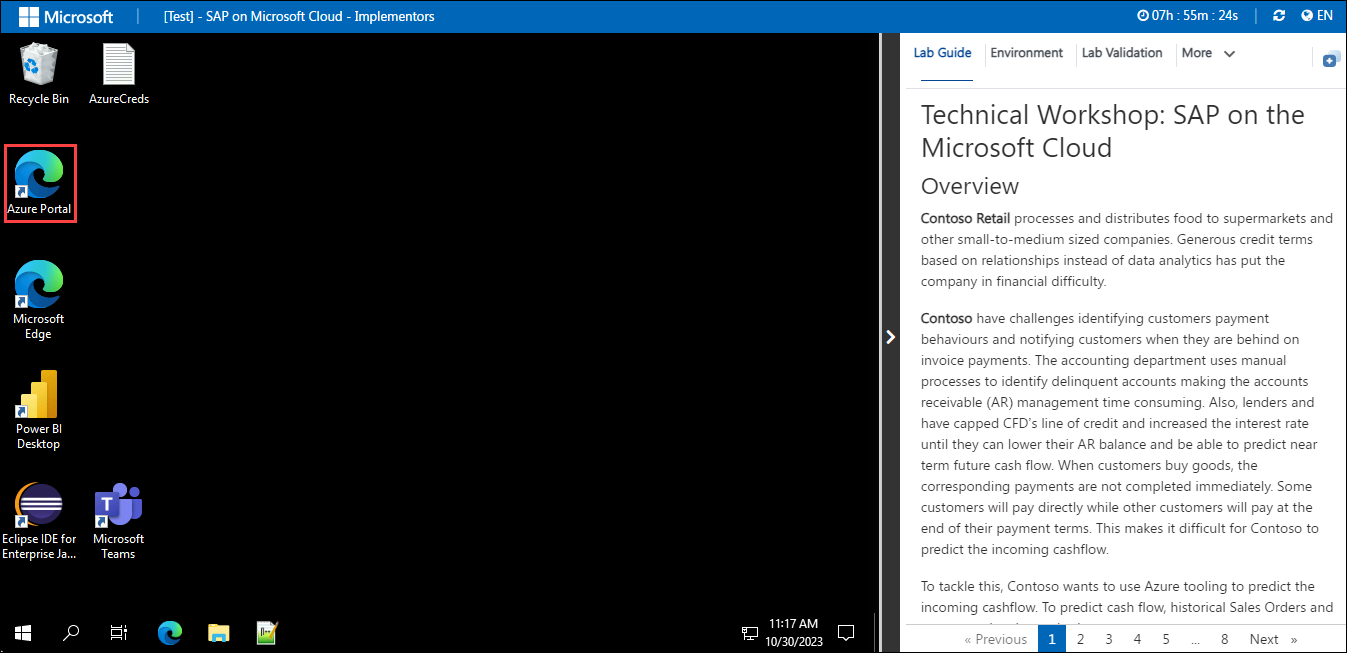 Microsoft
[Test] - SAP on Microsoft Cloud - Implementors
07h : 55m : 24s
EN
Recycle Bin
AzureCreds
Azure Portal
Microsoft
Edge
Power BI
Desktop
Eclipse IDE for
Enterprise Ja...
Microsoft
Teams
11:17 AM
10/30/2023
Lab Guide
Environment
Lab Validation
More
Technical Workshop: SAP on the
Microsoft Cloud
Overview
Contoso Retail processes and distributes food to supermarkets and
other small-to-medium sized companies. Generous credit terms
based on relationships instead of data analytics has put the
company in financial difficulty.
Contoso have challenges identifying customers payment
behaviours and notifying customers when they are behind on
invoice payments. The accounting department uses manual
processes to identify delinquent accounts making the accounts
receivable (AR) management time consuming. Also, lenders and
have capped CFD's line of credit and increased the interest rate
until they can lower their AR balance and be able to predict near
term future cash flow. When customers buy goods, the
corresponding payments are not completed immediately. Some
customers will pay directly while other customers will pay at the
end of their payment terms. This makes it difficult for Contoso to
predict the incoming cashflow.
To tackle this, Contoso wants to use Azure tooling to predict the
incoming cashflow. To predict cash flow, historical Sales Orders and
« Previous 1 2 3 4 5 ... 8 Next »